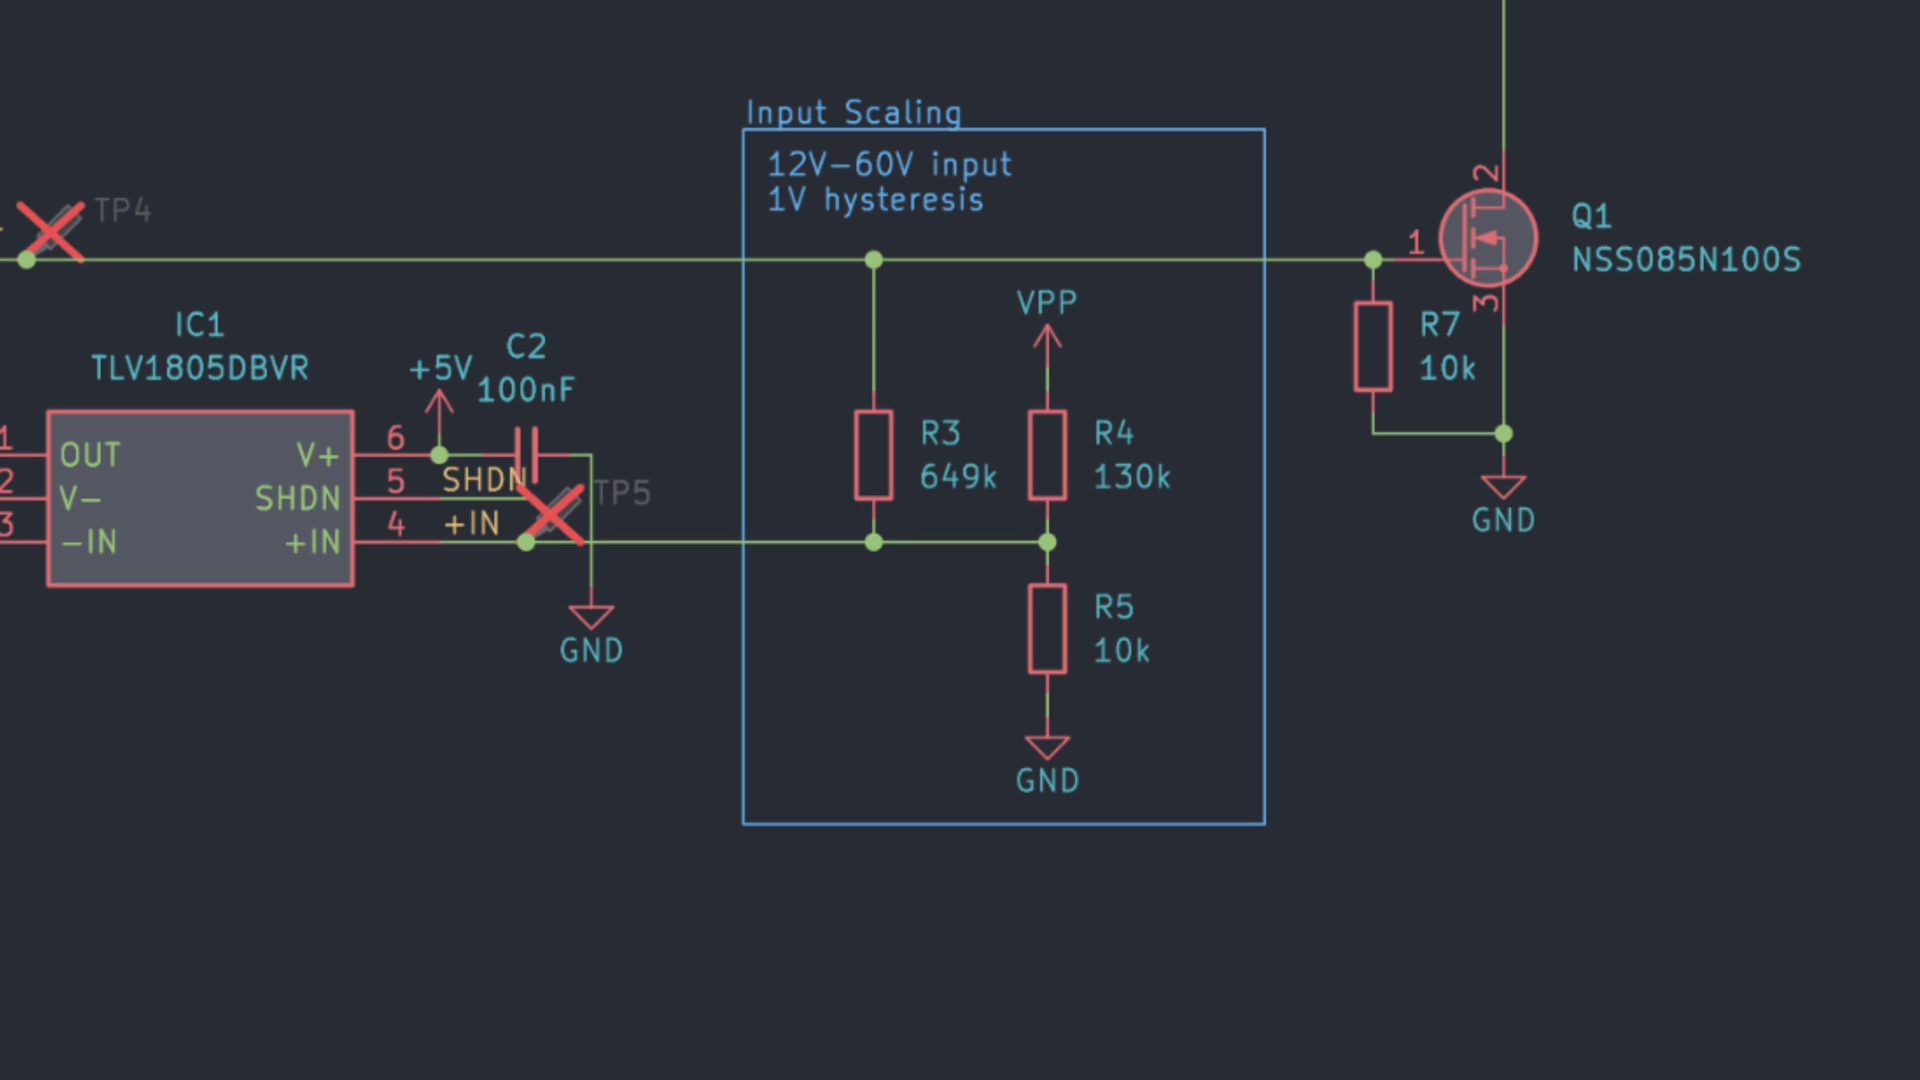 Input Scaling
12V-60V input
1V hysteresis
TP4
2
1
Q1
NSS085N100S
3
VPP
R7
10k
IC1
TLV1805DBVR
+5V
C2
100nF
1
OUT
V+
6
2
V-
SHDN
5
SHDN
TP5
3
-IN
+IN
4
+IN
R3
649k
R4
130k
GND
R5
10k
GND
GND